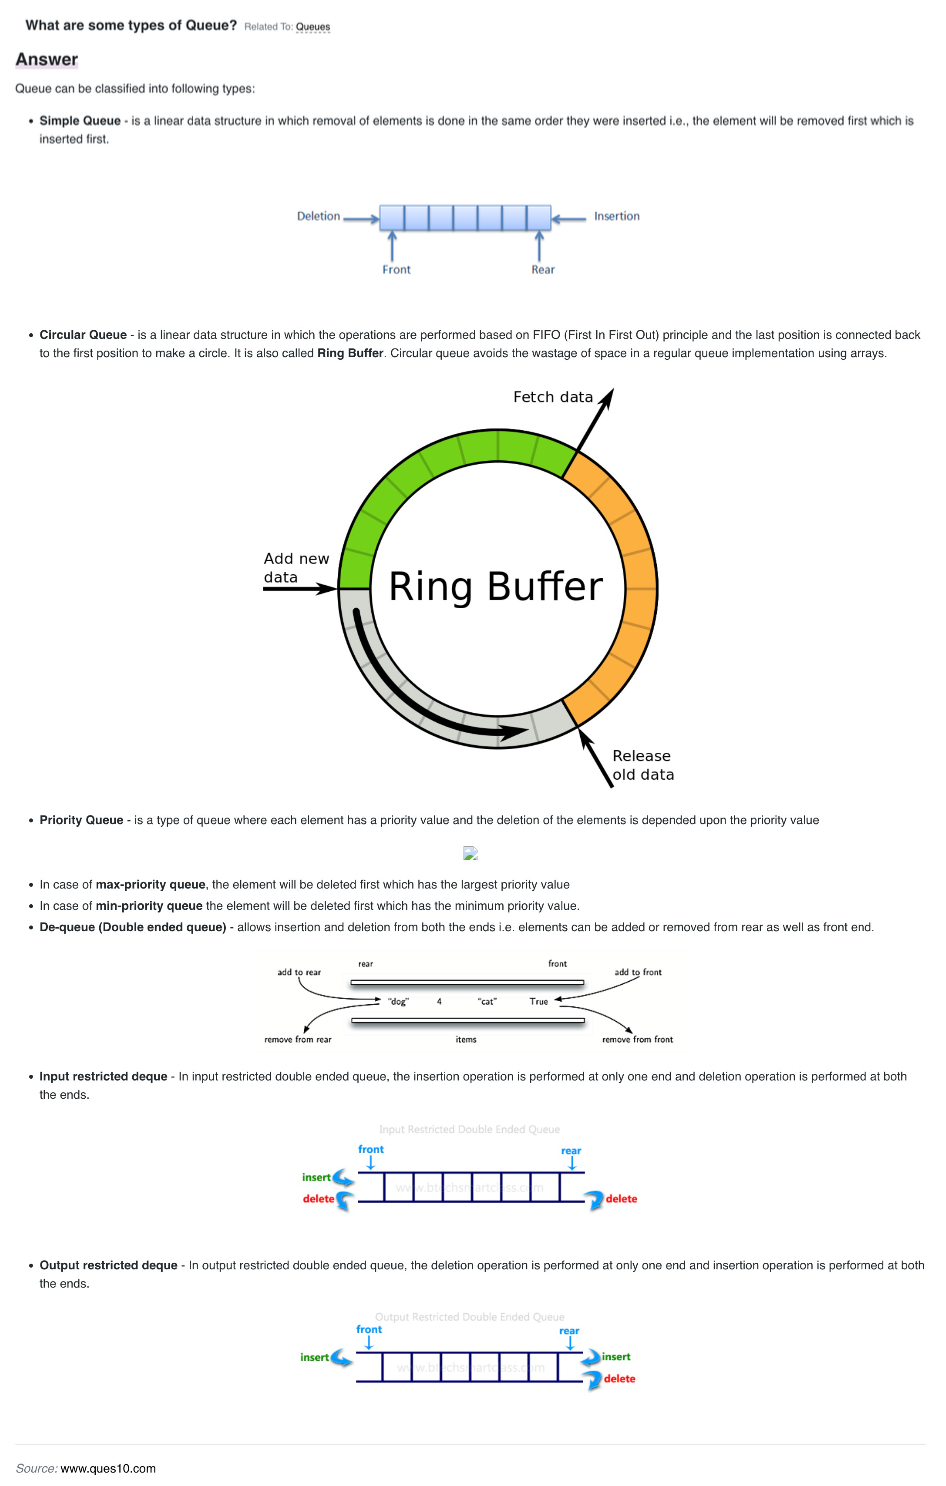 What are some types of Queue? Related To: Queues
Answer
Queue can be classified into following types:
• Simple Queue - is a linear data structure in which removal of elements is done in the same order they were inserted i.e., the element will be removed first which is
inserted first.
Deletion
Insertion
Front
Rear
• Circular Queue - is a linear data structure in which the operations are performed based on FIFO (First In First Out) principle and the last position is connected back
to the first position to make a circle. It is also called Ring Buffer. Circular queue avoids the wastage of space in a regular queue implementation using arrays.
Fetch data
Add new
data
Ring Buffer
Release
old data
• Priority Queue - is a type of queue where each element has a priority value and the deletion of the elements is depended upon the priority value
• In case of max-priority queue, the element will be deleted first which has the largest priority value
• In case of min-priority queue the element will be deleted first which has the minimum priority value.
• De-queue (Double ended queue) - allows insertion and deletion from both the ends i.e. elements can be added or removed from rear as well as front end.
rear
front
add to rear
add to front
"dog" 4 "cat" True
remove from rear
items
remove from front
• Input restricted deque - In input restricted double ended queue, the insertion operation is performed at only one end and deletion operation is performed at both
the ends.
Input Restricted Double Ended Queue
front
rear
insert
www.btechsmartclass.com
delete
delete
• Output restricted deque - In output restricted double ended queue, the deletion operation is performed at only one end and insertion operation is performed at both
the ends.
Output Restricted Double Ended Queue
front
rear
insert
insert
www.btechsmartclass.com
delete
Source: www.ques10.com